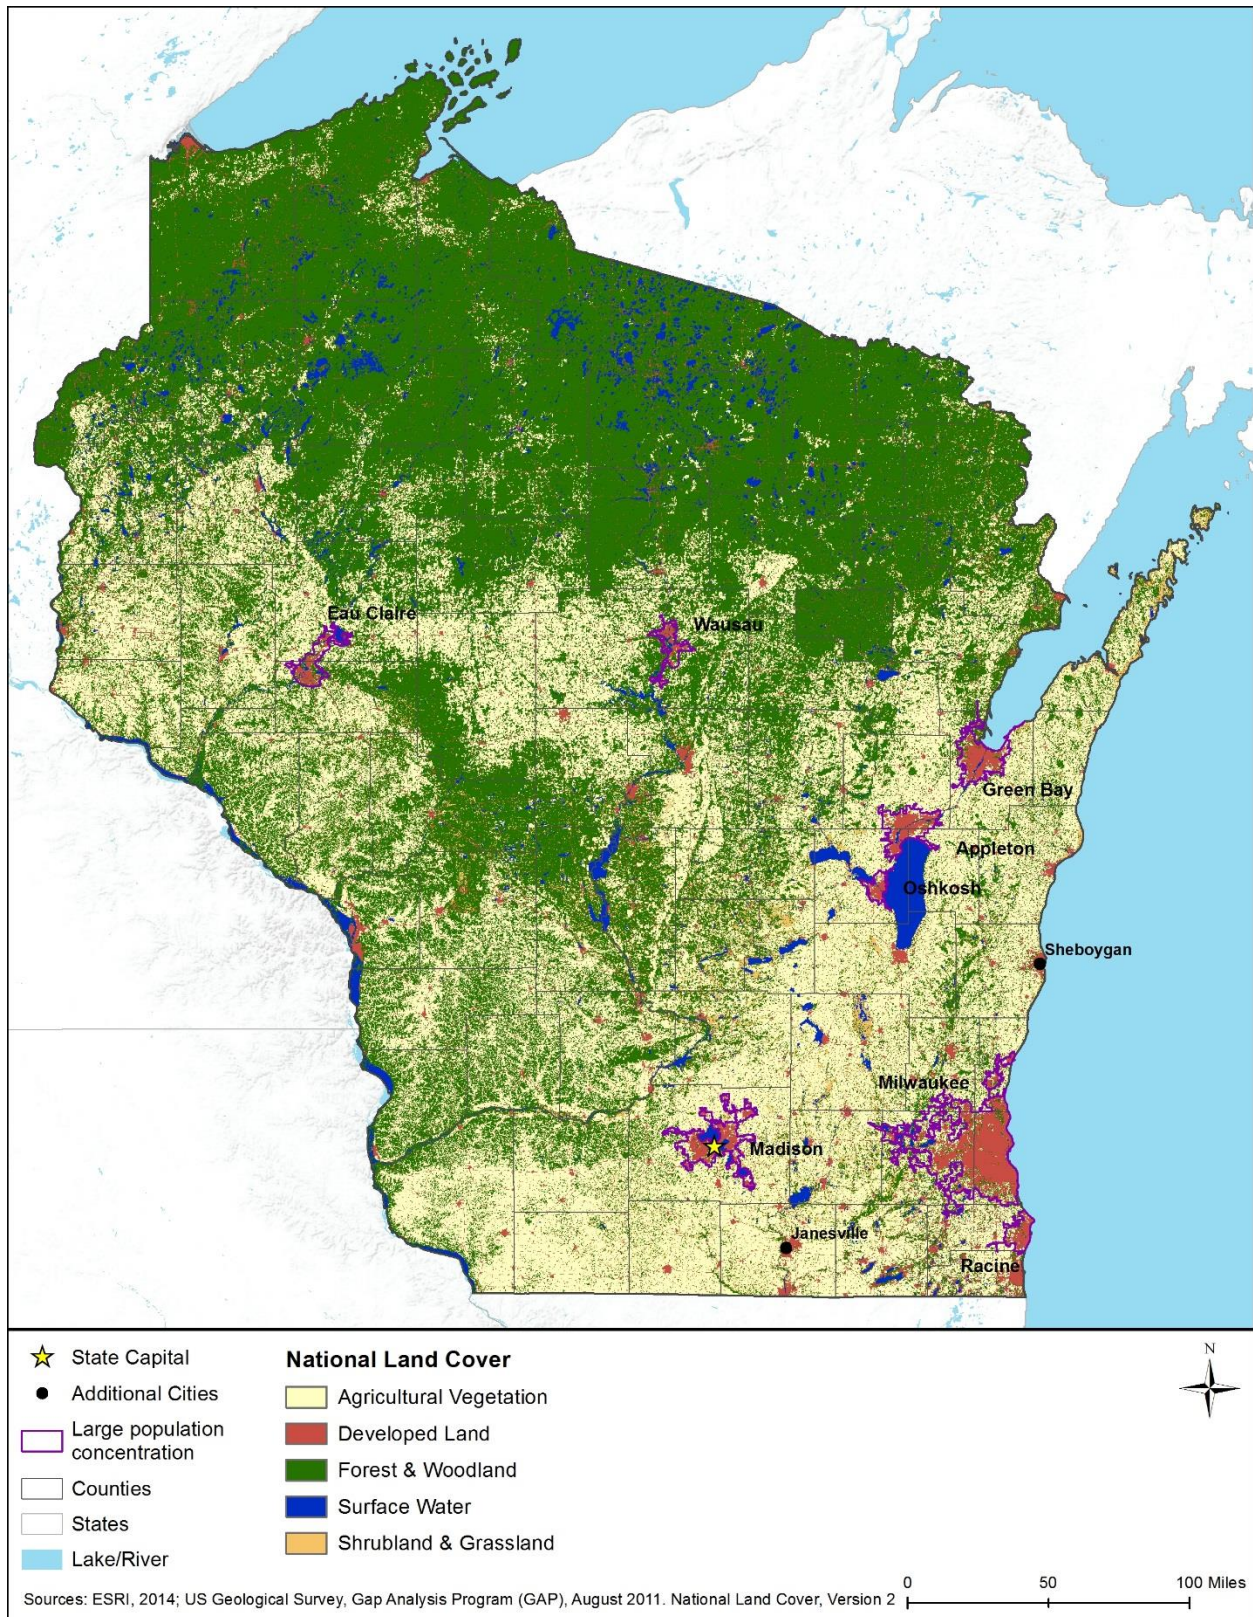 Eau Claire
Wausau
Green Bay
Appleton
Oshkosh
Sheboygan
Milwaukee
Madison
Janesville
Racine
State Capital
Additional Cities
Large population
concentration
Counties
States
Lake/River
National Land Cover
Agricultural Vegetation
Developed Land
Forest & Woodland
Surface Water
Shrubland & Grassland
N
0 50 100 Miles
Sources: ESRI, 2014; US Geological Survey, Gap Analysis Program (GAP), August 2011. National Land Cover, Version 2